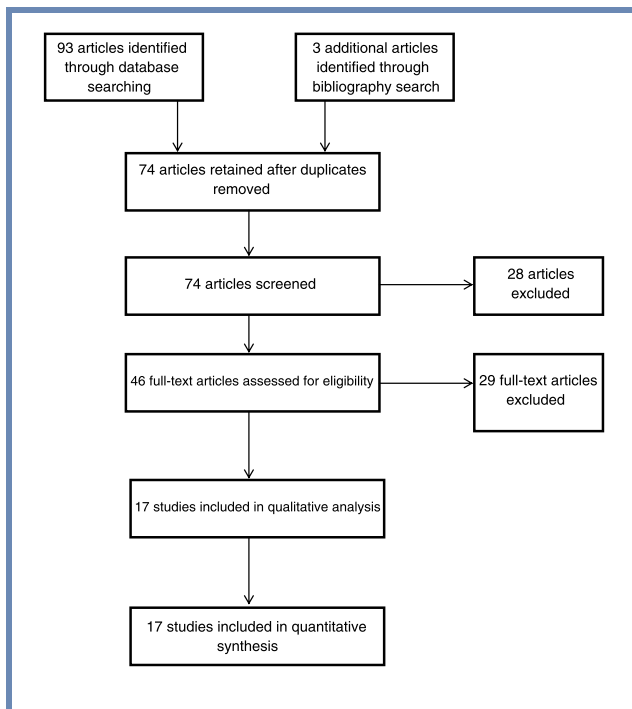 93 articles identified
through database
searching
3 additional articles
identified through
bibliography search
74 articles retained after duplicates
removed
74 articles screened
28 articles
excluded
46 full-text articles assessed for eligibility
29 full-text articles
excluded
17 studies included in qualitative analysis
17 studies included in quantitative
synthesis